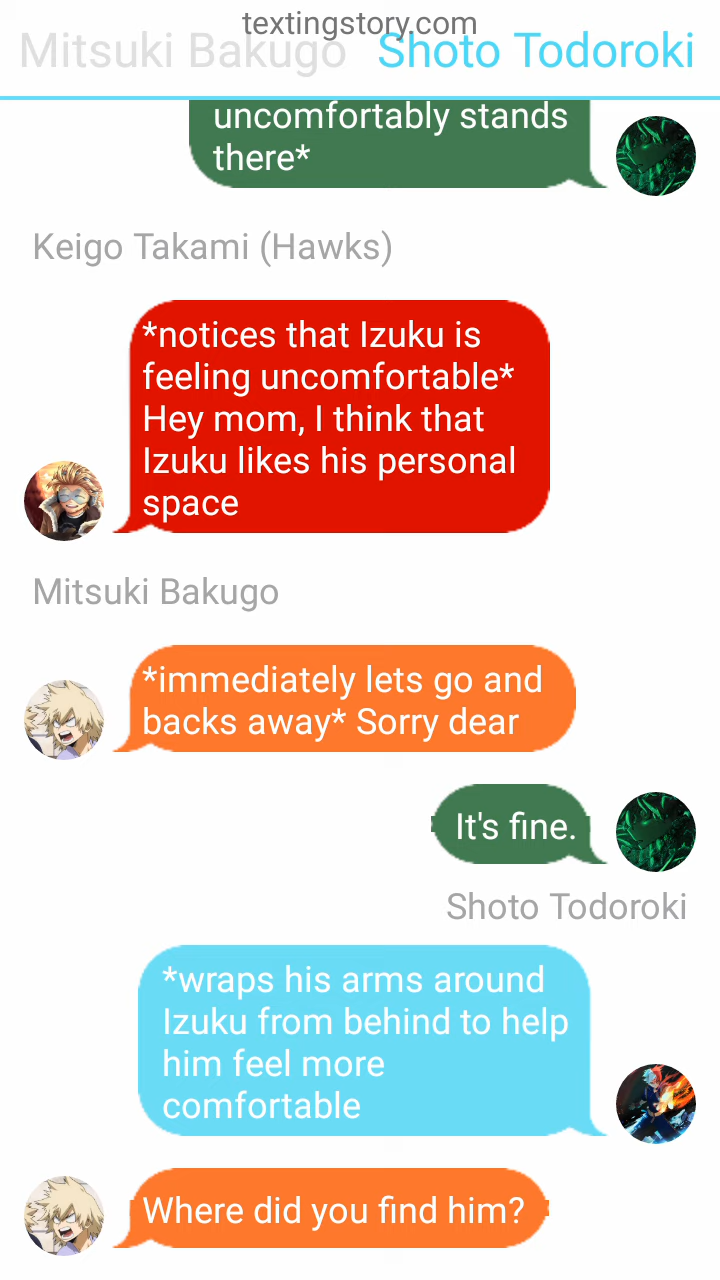 textingstory.com
Mitsuki Bakugo Shoto Todoroki
uncomfortably stands
there*
Keigo Takami (Hawks)
*notices that Izuku is
feeling uncomfortable*
Hey mom, I think that
Izuku likes his personal
space
Mitsuki Bakugo
*immediately lets go and
backs away* Sorry dear
It's fine.
Shoto Todoroki
*wraps his arms around
Izuku from behind to help
him feel more
comfortable
Where did you find him?